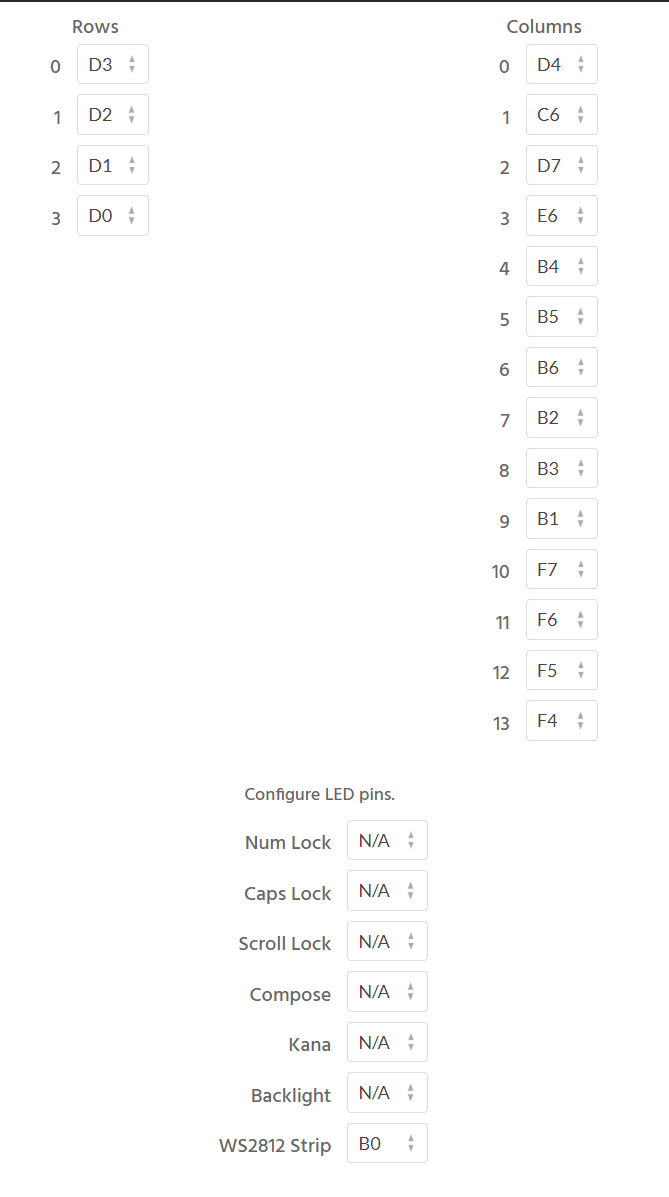 Rows Columns
0 D3 0 D4
1 D2 1 C6
2 D1 2 D7
3 D0 3 E6
4 B4
5 B5
6 B6
7 B2
8 B3
9 B1
10 F7
11 F6
12 F5
13 F4
Configure LED pins.
Num Lock N/A
Caps Lock N/A
Scroll Lock N/A
Compose N/A
Kana N/A
Backlight N/A
WS2812 Strip B0